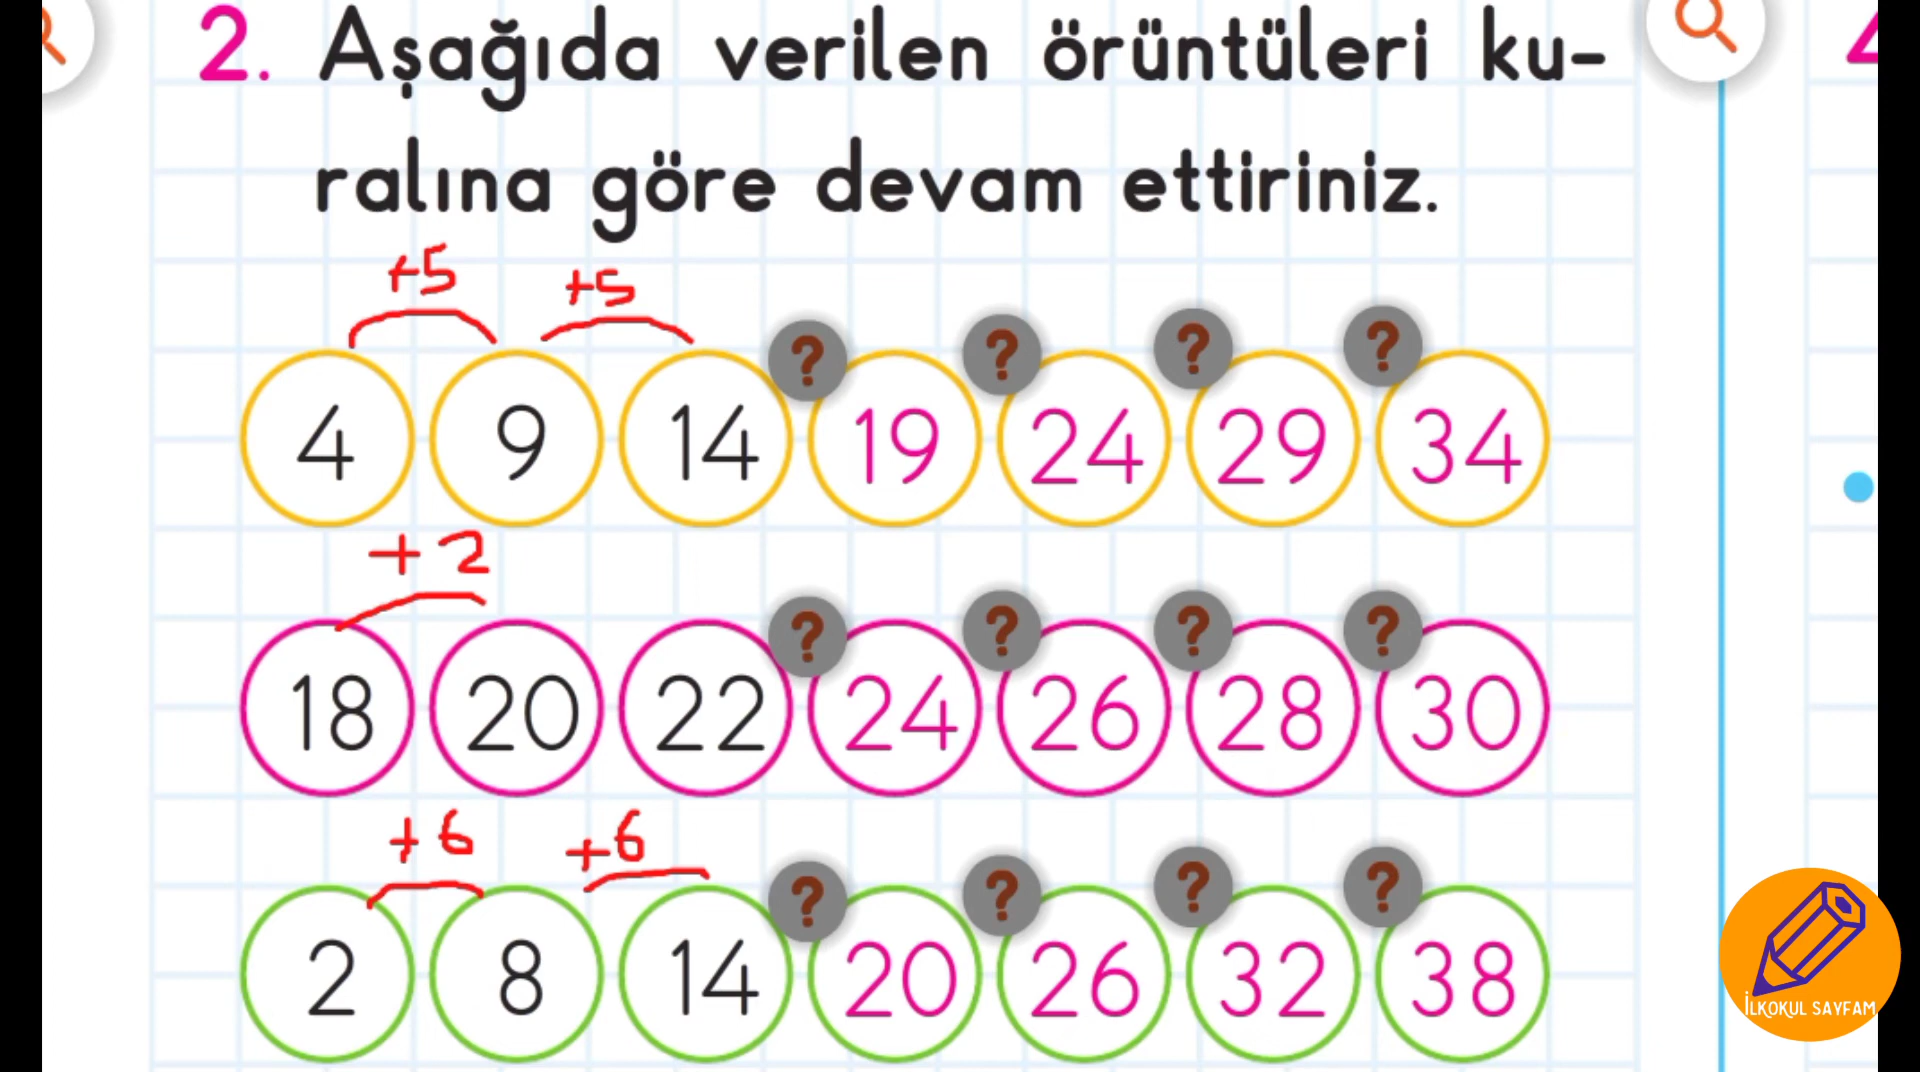 2. Aşağıda verilen örüntüleri ku-
ralına göre devam ettiriniz.
+5 +5
? ? ? ?
4 9 14 19 24 29 34
+2
? ? ? ?
18 20 22 24 26 28 30
+6 +6
? ? ? ?
2 8 14 20 26 32 38
İLKOKUL SAYFAM